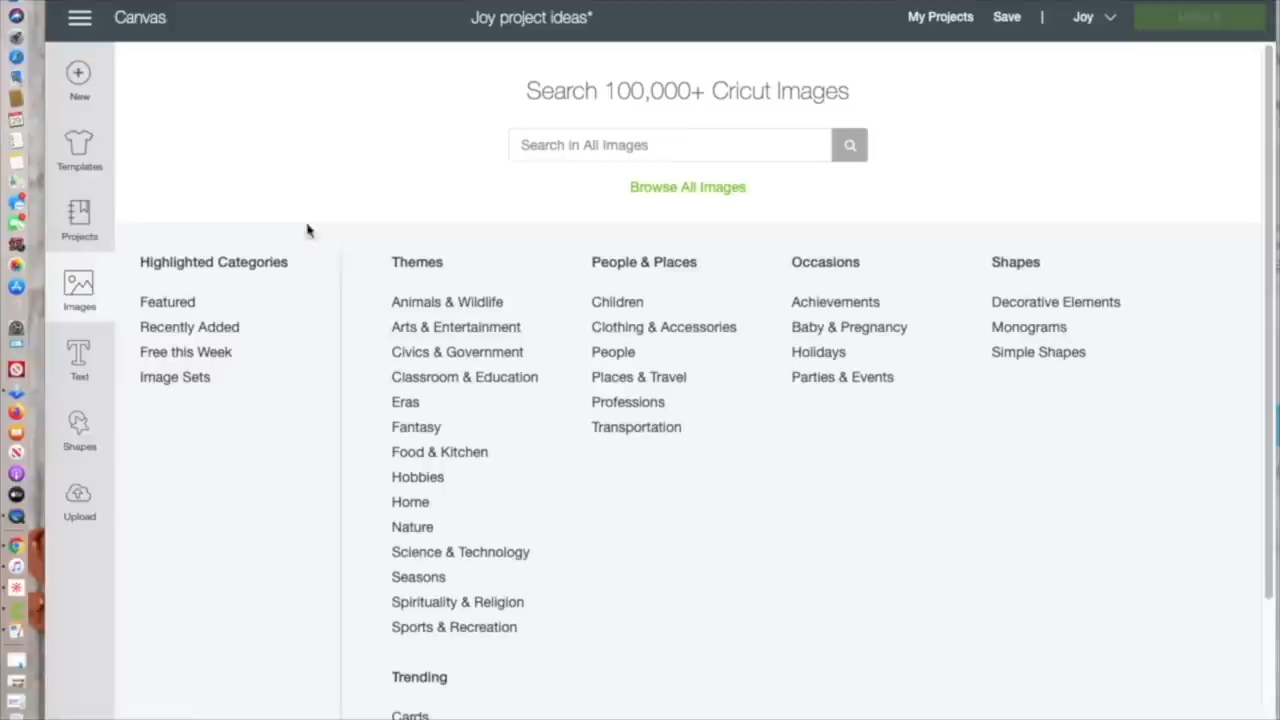 Canvas
Joy project ideas*
My Projects Save | Joy
New
Templates
Projects
Images
Text
Shapes
Upload
Search 100,000+ Cricut Images
Search in All Images
Browse All Images
Highlighted Categories
Featured
Recently Added
Free this Week
Image Sets
Themes
Animals & Wildlife
Arts & Entertainment
Civics & Government
Classroom & Education
Eras
Fantasy
Food & Kitchen
Hobbies
Home
Nature
Science & Technology
Seasons
Spirituality & Religion
Sports & Recreation
Trending
Cards
People & Places
Children
Clothing & Accessories
People
Places & Travel
Professions
Transportation
Occasions
Achievements
Baby & Pregnancy
Holidays
Parties & Events
Shapes
Decorative Elements
Monograms
Simple Shapes